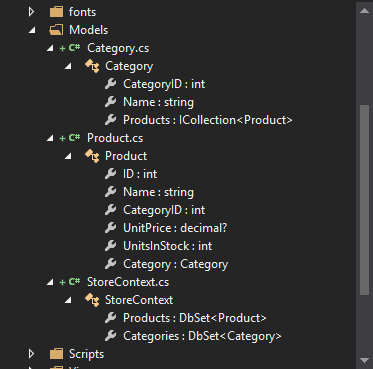 fonts
Models
+ C# Category.cs
Category
CategoryID : int
Name : string
Products : ICollection<Product>
+ C# Product.cs
Product
ID : int
Name : string
CategoryID : int
UnitPrice : decimal?
UnitsInStock : int
Category : Category
+ C# StoreContext.cs
StoreContext
Products : DbSet<Product>
Categories : DbSet<Category>
Scripts